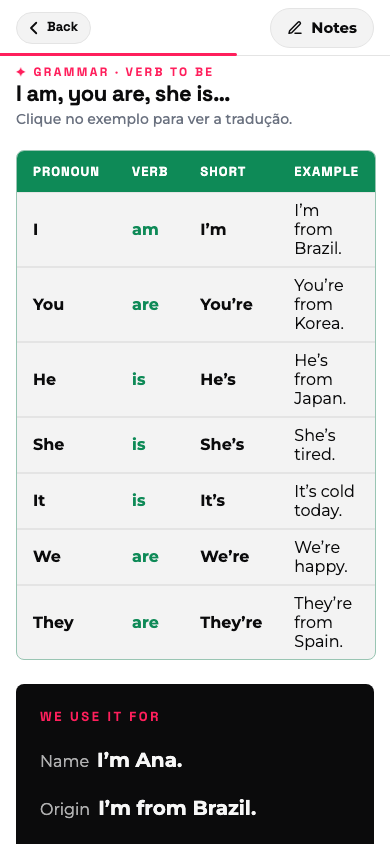 Back
Notes
✦ GRAMMAR · VERB TO BE
I am, you are, she is...
Clique no exemplo para ver a tradução.
PRONOUN VERB SHORT EXAMPLE
I am I’m I’m from Brazil.
You are You’re You’re from Korea.
He is He’s He’s from Japan.
She is She’s She’s tired.
It is It’s It’s cold today.
We are We’re We’re happy.
They are They’re They’re from Spain.
WE USE IT FOR
Name I’m Ana.
Origin I’m from Brazil.